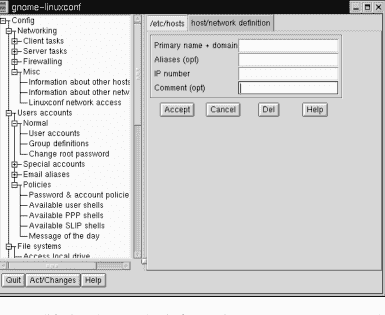 gnome-linuxconf
Config
Networking
Client tasks
Server tasks
Firewalling
Misc
Information about other hosts
Information about other netw
Linuxconf network access
Users accounts
Normal
User accounts
Group definitions
Change root password
Special accounts
Email aliases
Policies
Password & account policie
Available user shells
Available PPP shells
Available SLIP shells
Message of the day
File systems
Access local drive
/etc/hosts host/network definition
Primary name + domain
Aliases (opt)
IP number
Comment (opt)
Accept Cancel Del Help
Quit Act/Changes Help